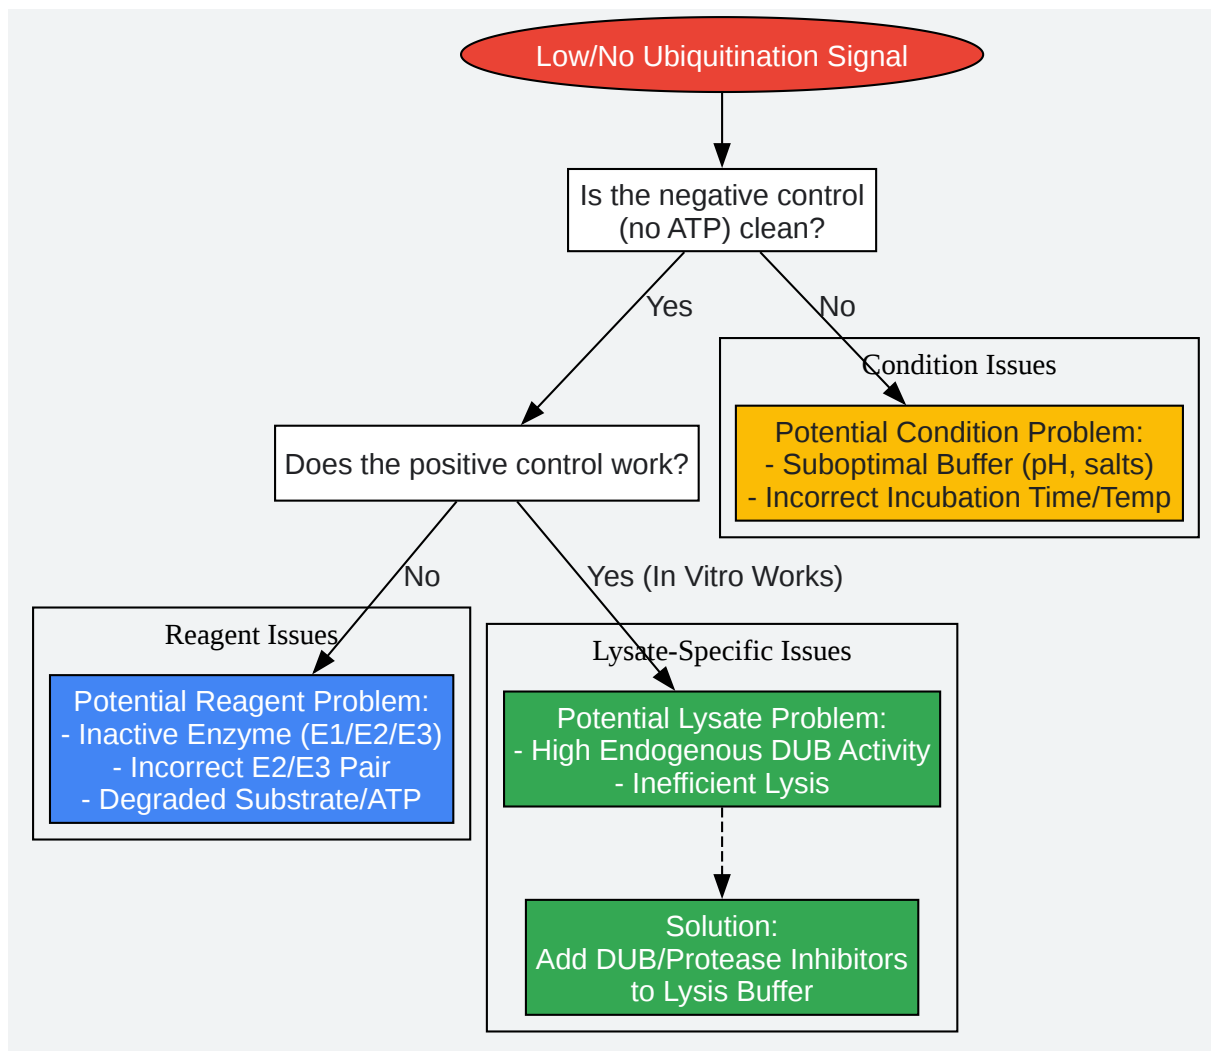 Low/No Ubiquitination Signal
Is the negative control
(no ATP) clean?
Yes
No
Condition Issues
Potential Condition Problem:
- Suboptimal Buffer (pH, salts)
- Incorrect Incubation Time/Temp
Does the positive control work?
No
Yes (In Vitro Works)
Reagent Issues
Potential Reagent Problem:
- Inactive Enzyme (E1/E2/E3)
- Incorrect E2/E3 Pair
- Degraded Substrate/ATP
Lysate-Specific Issues
Potential Lysate Problem:
- High Endogenous DUB Activity
- Inefficient Lysis
Solution:
Add DUB/Protease Inhibitors
to Lysis Buffer